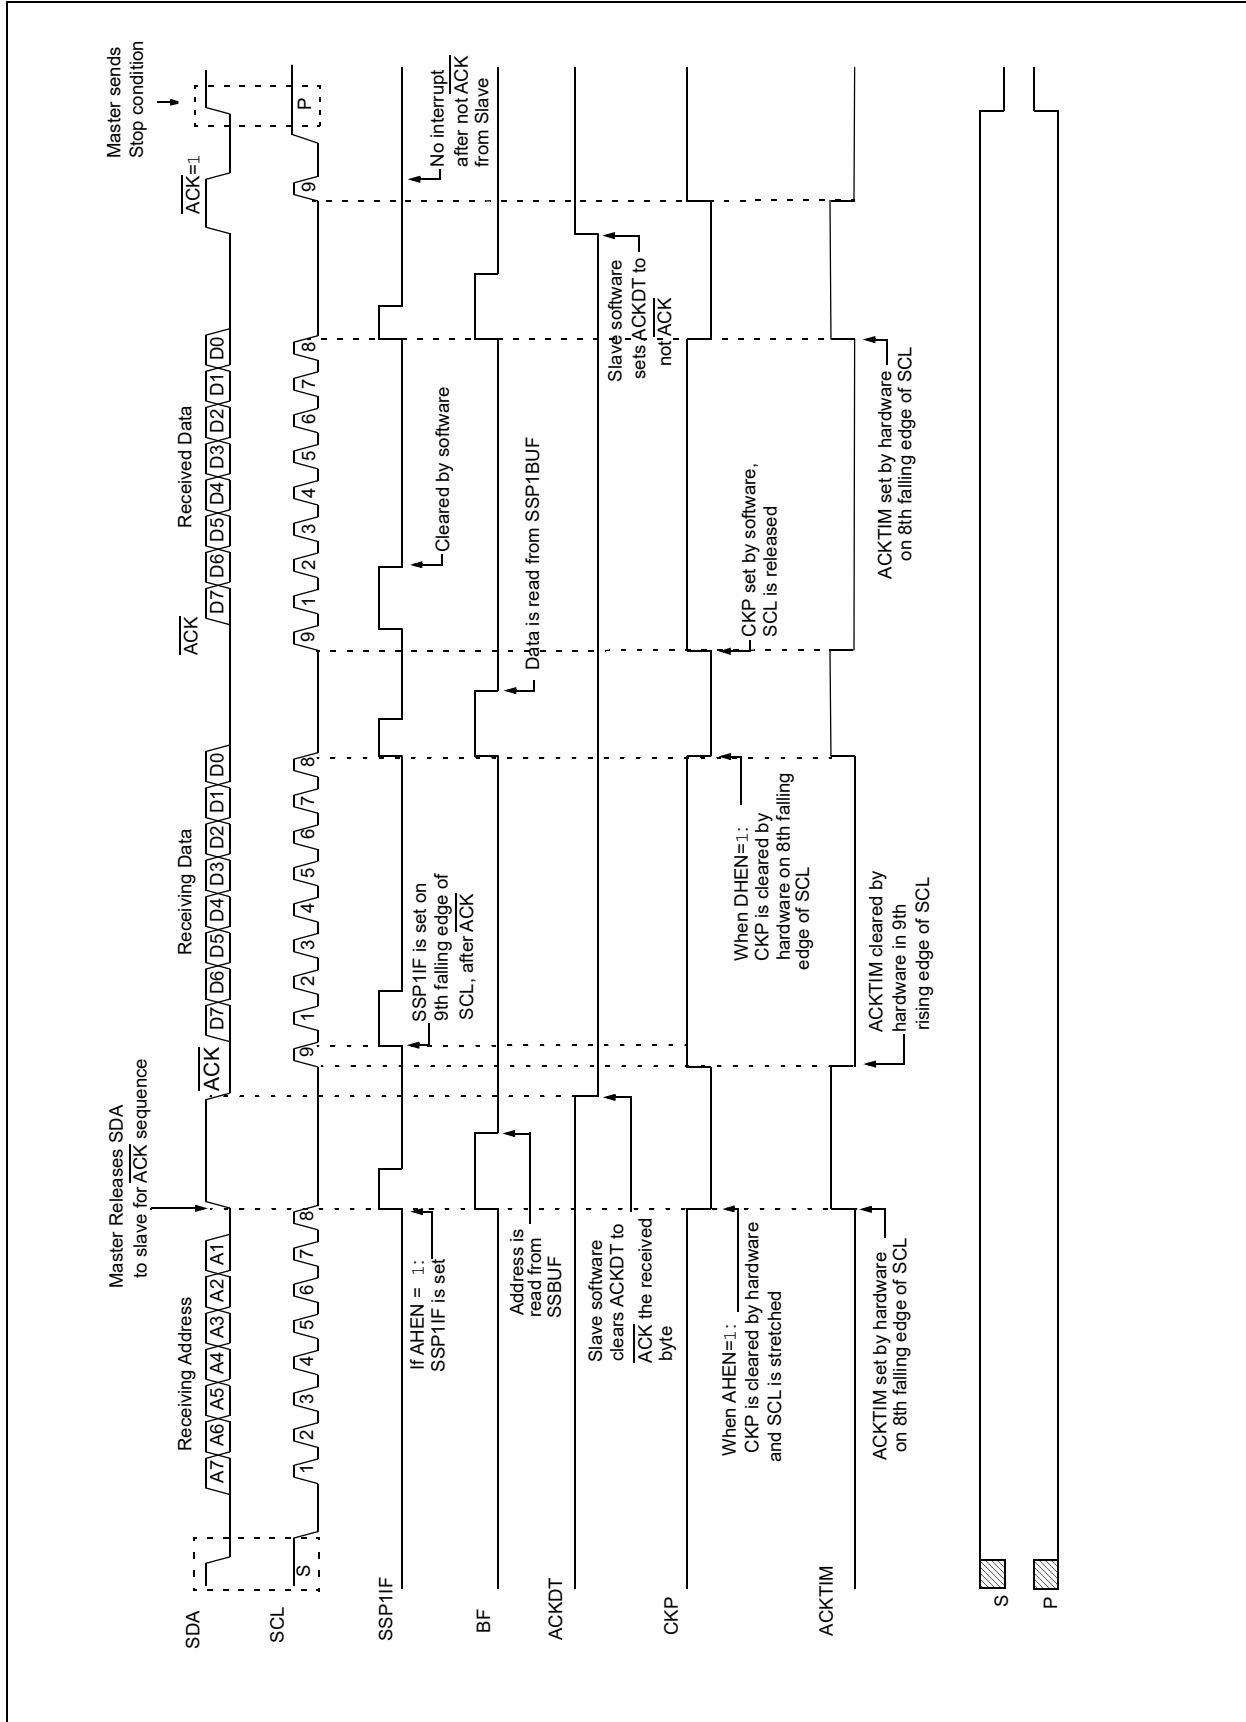 Master Releases SDA
to slave for ACK sequence
Master sends
Stop condition
Receiving Address
ACK
Receiving Data
ACK
Received Data
ACK=1
SDA
A7 A6 A5 A4 A3 A2 A1
D7 D6 D5 D4 D3 D2 D1 D0
D7 D6 D5 D4 D3 D2 D1 D0
SCL
S 1 2 3 4 5 6 7 8 9 1 2 3 4 5 6 7 8 9 1 2 3 4 5 6 7 8 9 P
SSP1IF
If AHEN = 1:
SSP1IF is set
SSP1IF is set on
9th falling edge of
SCL, after ACK
Cleared by software
No interrupt
after not ACK
from Slave
BF
Address is
read from
SSBUF
Data is read from SSP1BUF
ACKDT
Slave software
clears ACKDT to
ACK the received
byte
Slave software
sets ACKDT to
not ACK
CKP
When AHEN=1:
CKP is cleared by hardware
and SCL is stretched
When DHEN=1:
CKP is cleared by
hardware on 8th falling
edge of SCL
CKP set by software,
SCL is released
ACKTIM
ACKTIM set by hardware
on 8th falling edge of SCL
ACKTIM cleared by
hardware in 9th
rising edge of SCL
ACKTIM set by hardware
on 8th falling edge of SCL
S
P